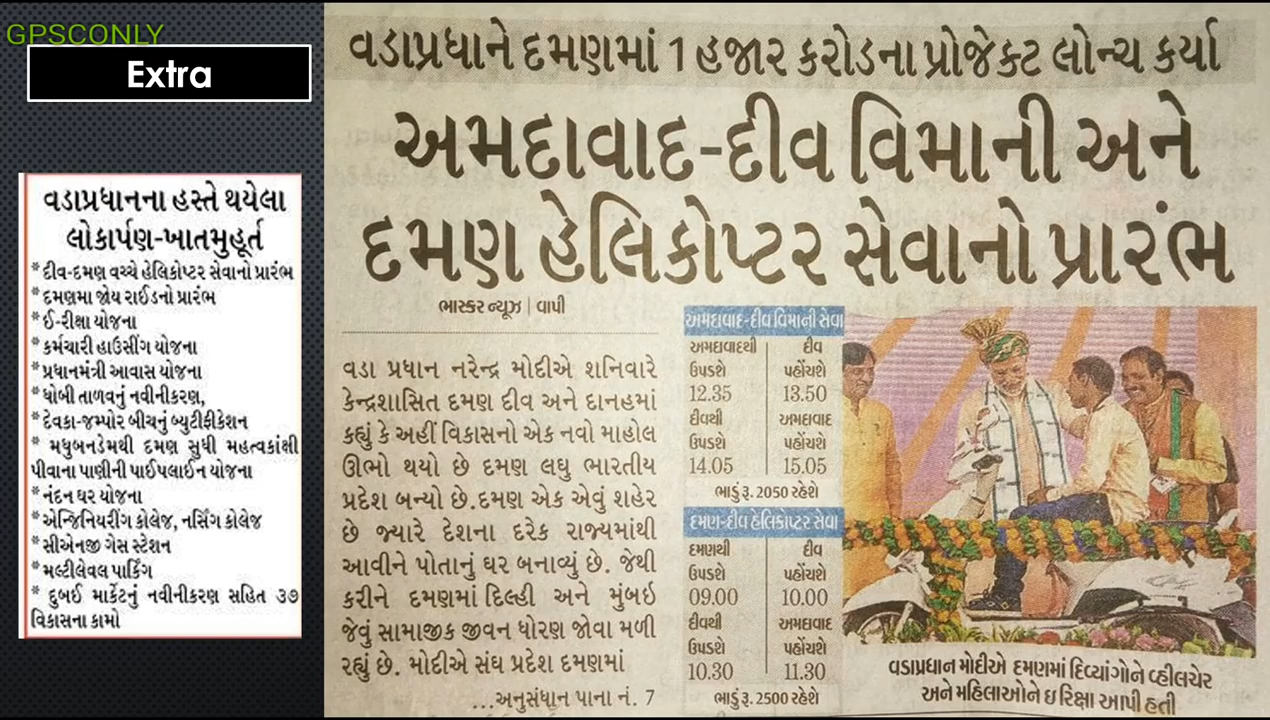 GPSCONLY
Extra
વડાપ્રધાનના હસ્તે થયેલા
લોકાર્પણ-ખાતમુહૂર્ત
* દીવ-દમણ વચ્ચે હેલિકોપ્ટર સેવાનો પ્રારંભ
* દમણમા જોય રાઈડનો પ્રારંભ
* ઈ-રીક્ષા યોજના
* કર્મચારી હાઉસીંગ યોજના
* પ્રધાનમંત્રી આવાસ યોજના
* ધોબી તાળવનું નવીનીકરણ,
* દેવકા-જમ્પોર બીચનું બ્યુટીફીકેશન
* મધુબનડેમથી દમણ સુધી મહત્વકાંક્ષી
પીવાના પાણીની પાઈપલાઈન યોજના
* નંદન ઘર યોજના
* એન્જિનિયરીંગ કોલેજ, નર્સિંગ કોલેજ
* સીએનજી ગેસ સ્ટેશન
* મલ્ટીલેવલ પાર્કિંગ
* દુબઈ માર્કેટનું નવીનીકરણ સહિત ૩૭
વિકાસના કામો
વડાપ્રધાને દમણમાં 1 હજાર કરોડના પ્રોજેક્ટ લોન્ચ કર્યા
અમદાવાદ-દીવ વિમાની અને
દમણ હેલિકોપ્ટર સેવાનો પ્રારંભ
ભાસ્કર ન્યૂઝ | વાપી
વડા પ્રધાન નરેન્દ્ર મોદીએ શનિવારે
કેન્દ્રશાસિત દમણ દીવ અને દાનહમાં
કહ્યું કે અહીં વિકાસનો એક નવો માહોલ
ઊભો થયો છે દમણ લઘુ ભારતીય
પ્રદેશ બન્યો છે.દમણ એક એવું શહેર
છે જ્યારે દેશના દરેક રાજ્યમાંથી
આવીને પોતાનું ઘર બનાવ્યું છે. જેથી
કરીને દમણમાં દિલ્હી અને મુંબઇ
જેવું સામાજીક જીવન ધોરણ જોવા મળી
રહ્યું છે. મોદીએ સંઘ પ્રદેશ દમણમાં
...અનુસંધાન પાના નં. 7
અમદાવાદ-દીવ વિમાની સેવા
અમદાવાદથી દીવ
ઉપડશે પહોંચશે
12.35 13.50
દીવથી અમદાવાદ
ઉપડશે પહોંચશે
14.05 15.05
ભાડું રૂ. 2050 રહેશે
દમણ-દીવ હેલિકોપ્ટર સેવા
દમણથી દીવ
ઉપડશે પહોંચશે
09.00 10.00
દીવથી અમદાવાદ
ઉપડશે પહોંચશે
10.30 11.30
ભાડું રૂ. 2500 રહેશે
વડાપ્રધાન મોદીએ દમણમાં દિવ્યાંગોને વ્હીલચેર
અને મહિલાઓને ઇ રિક્ષા આપી હતી